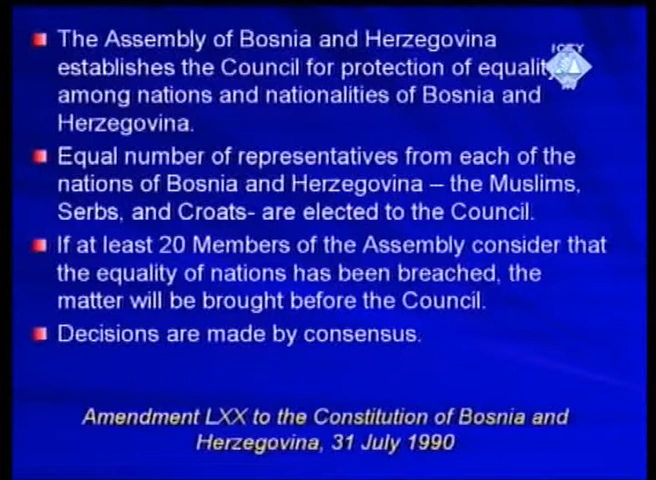 The Assembly of Bosnia and Herzegovina
establishes the Council for protection of equality
among nations and nationalities of Bosnia and
Herzegovina.
Equal number of representatives from each of the
nations of Bosnia and Herzegovina – the Muslims,
Serbs, and Croats- are elected to the Council.
If at least 20 Members of the Assembly consider that
the equality of nations has been breached, the
matter will be brought before the Council.
Decisions are made by consensus.
Amendment LXX to the Constitution of Bosnia and
Herzegovina, 31 July 1990
ICTY